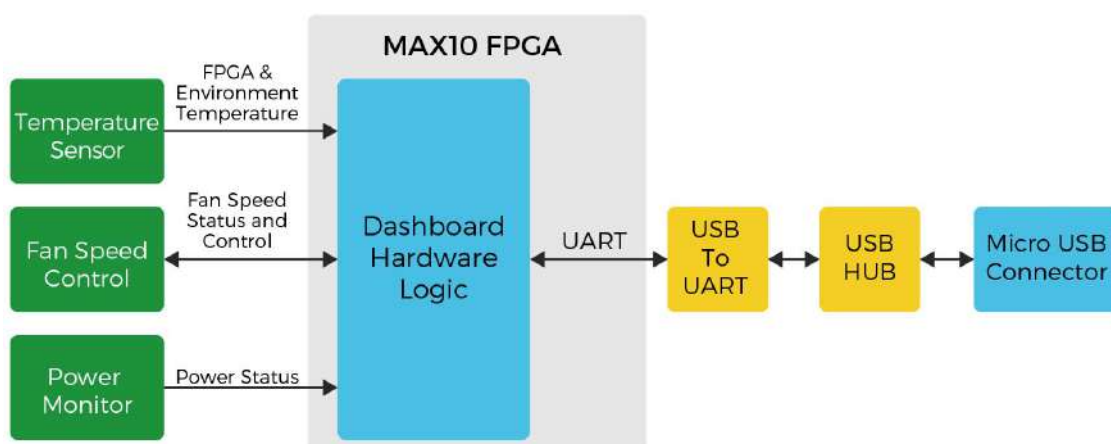 MAX10 FPGA
FPGA &
Environment
Temperature
Temperature
Sensor
Fan Speed
Status and
Control
Fan Speed
Control
Dashboard
Hardware
Logic
UART
USB
To
UART
USB
HUB
Micro USB
Connector
Power Status
Power
Monitor